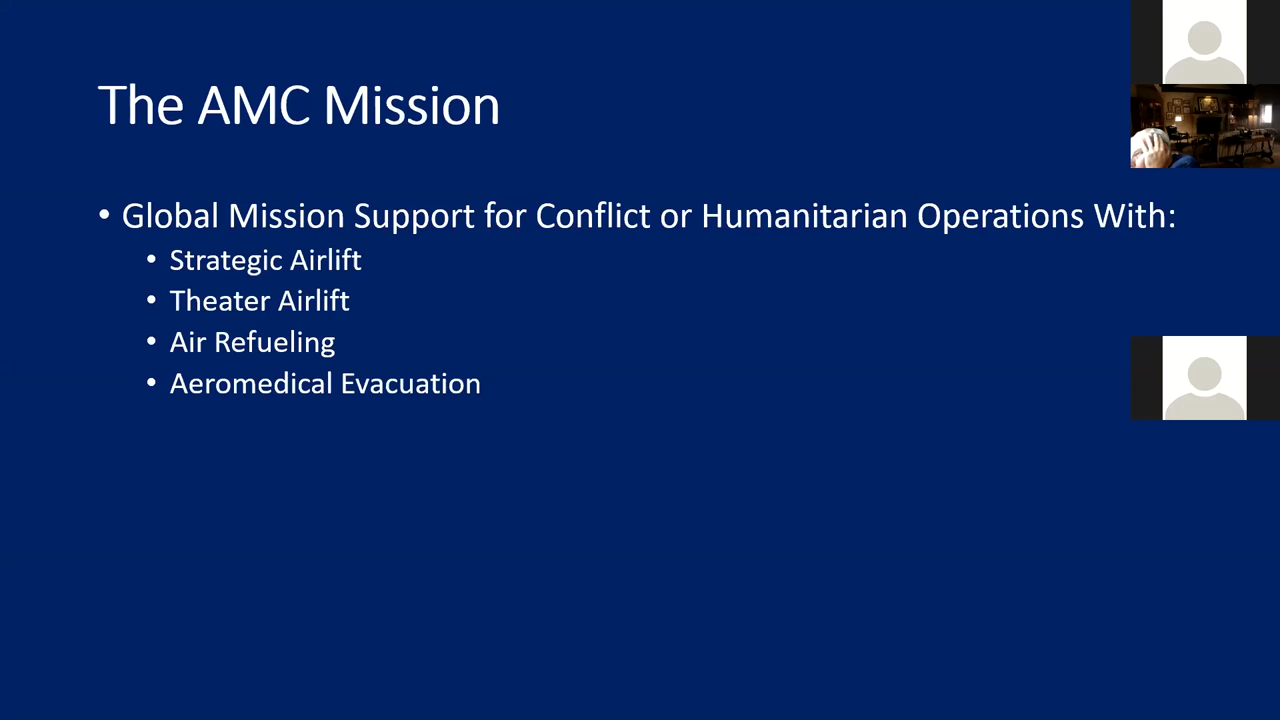 The AMC Mission
• Global Mission Support for Conflict or Humanitarian Operations With:
• Strategic Airlift
• Theater Airlift
• Air Refueling
• Aeromedical Evacuation